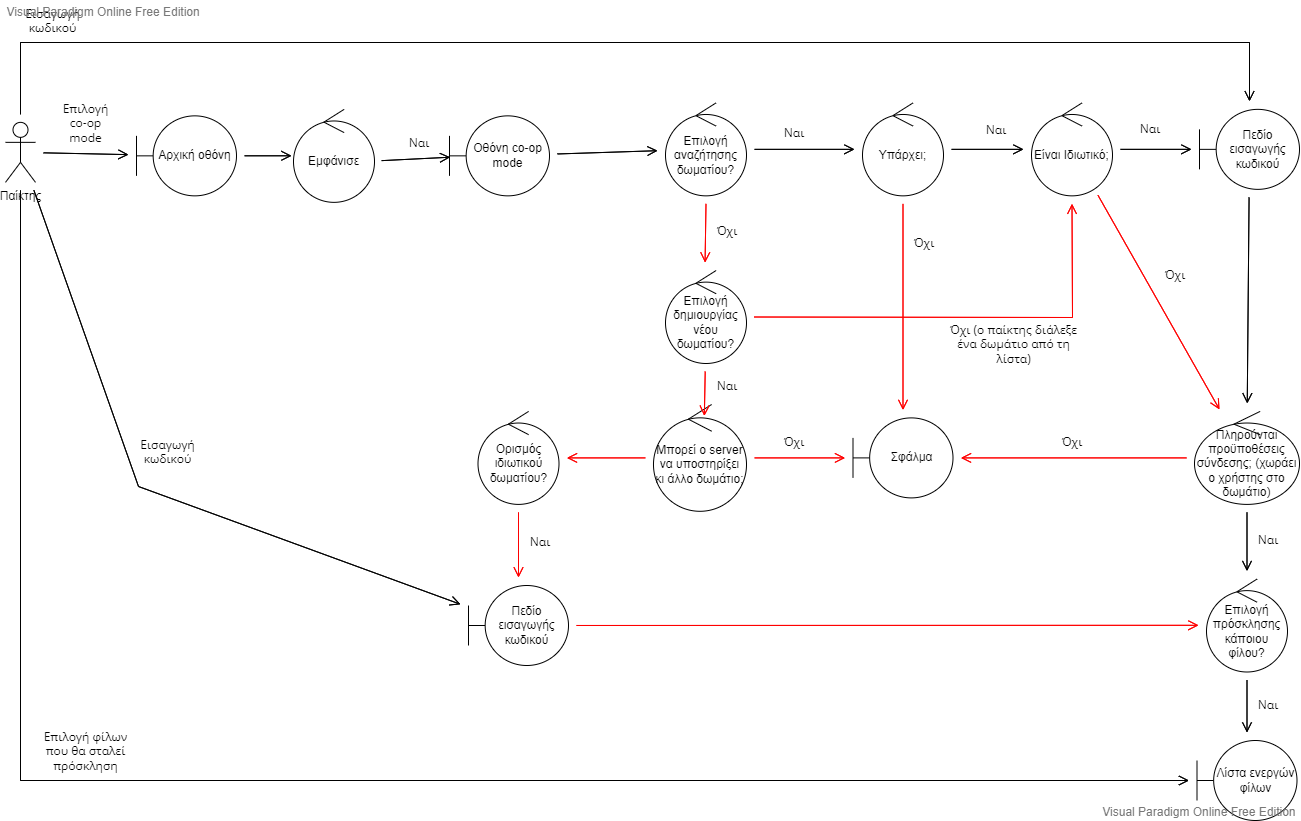 Visual Paradigm Online Free Edition
Εισαγωγή
κωδικού
Επιλογή
co-op
mode
Παίκτης
Αρχική οθόνη
Εμφάνισε
Ναι
Οθόνη co-op
mode
Επιλογή
αναζήτησης
δωματίου?
Ναι
Υπάρχει;
Ναι
Είναι Ιδιωτικό;
Ναι
Πεδίο
εισαγωγής
κωδικού
Όχι
Όχι
Όχι
Επιλογή
δημιουργίας
νέου
δωματίου?
Όχι (ο παίκτης διάλεξε
ένα δωμάτιο από τη
λίστα)
Ναι
Εισαγωγή
κωδικού
Ορισμός
ιδιωτικού
δωματίου?
Μπορεί ο server
να υποστηρίξει
κι άλλο δωμάτιο;
Όχι
Σφάλμα
Όχι
Πληρούνται
προϋποθέσεις
σύνδεσης; (χωράει
ο χρήστης στο
δωμάτιο)
Ναι
Ναι
Πεδίο
εισαγωγής
κωδικού
Επιλογή
πρόσκλησης
κάποιου
φίλου?
Ναι
Επιλογή φίλων
που θα σταλεί
πρόσκληση
Λίστα ενεργών
φίλων
Visual Paradigm Online Free Edition